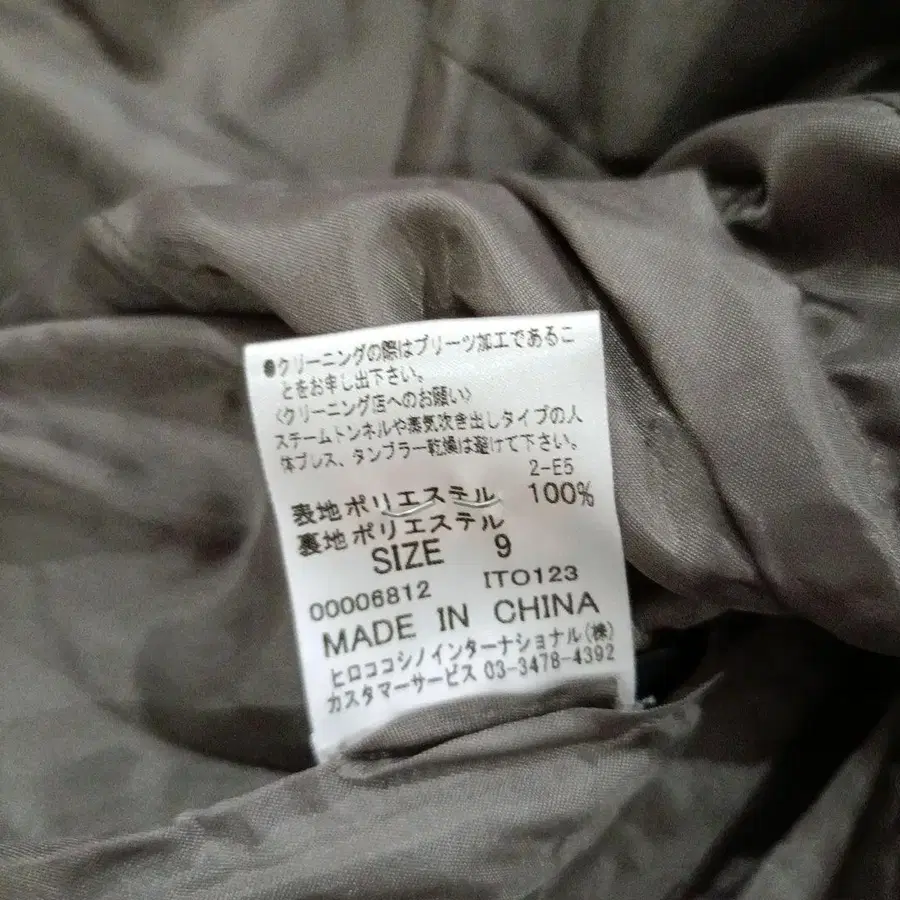 ●クリーニングの際はプリーツ加工であるこ
とをお申し出下さい。
〈クリーニング店へのお願い〉
スチームトンネルや蒸気吹き出しタイプの人
体プレス、タンブラー乾燥は避けて下さい。
2-E5
表地ポリエステル 100%
裏地ポリエステル
SIZE 9
00006812 ITO123
MADE IN CHINA
ヒロココシノインターナショナル(株)
カスタマーサービス 03-3478-4392